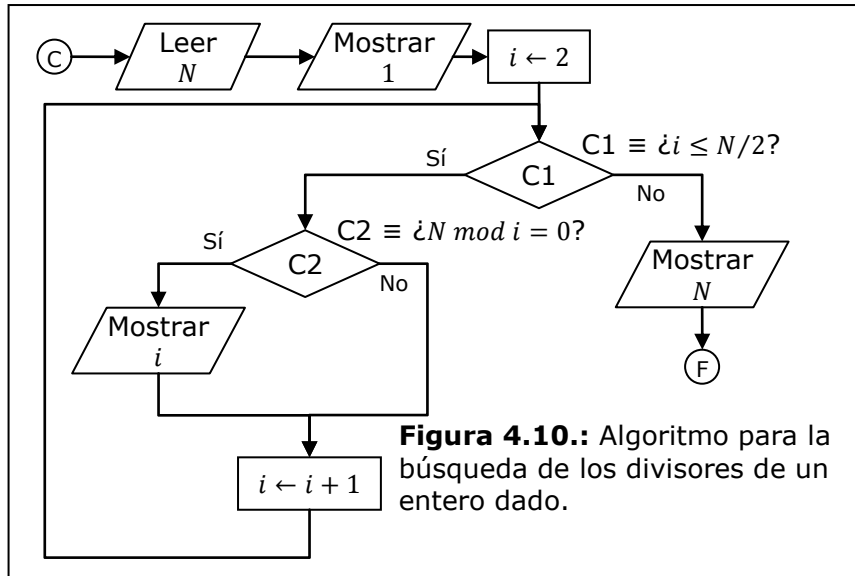 C
Leer
N
Mostrar
1
i ← 2
C1 ≡ ¿i ≤ N/2?
Sí
C1
No
C2 ≡ ¿N mod i = 0?
Sí
C2
No
Mostrar
N
Mostrar
i
F
Figura 4.10.: Algoritmo para la
búsqueda de los divisores de un
entero dado.
i ← i + 1